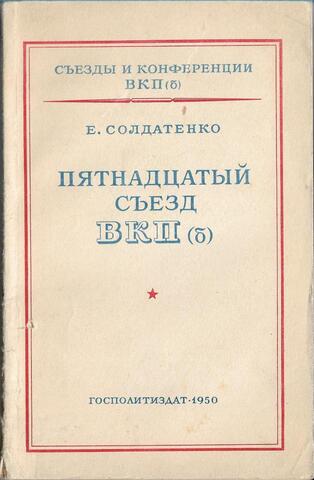 СЪЕЗДЫ И КОНФЕРЕНЦИИ
ВКП(б)
Е. СОЛДАТЕНКО
ПЯТНАДЦАТЫЙ
СЪЕЗД
ВКП (б)
ГОСПОЛИТИЗДАТ·1950